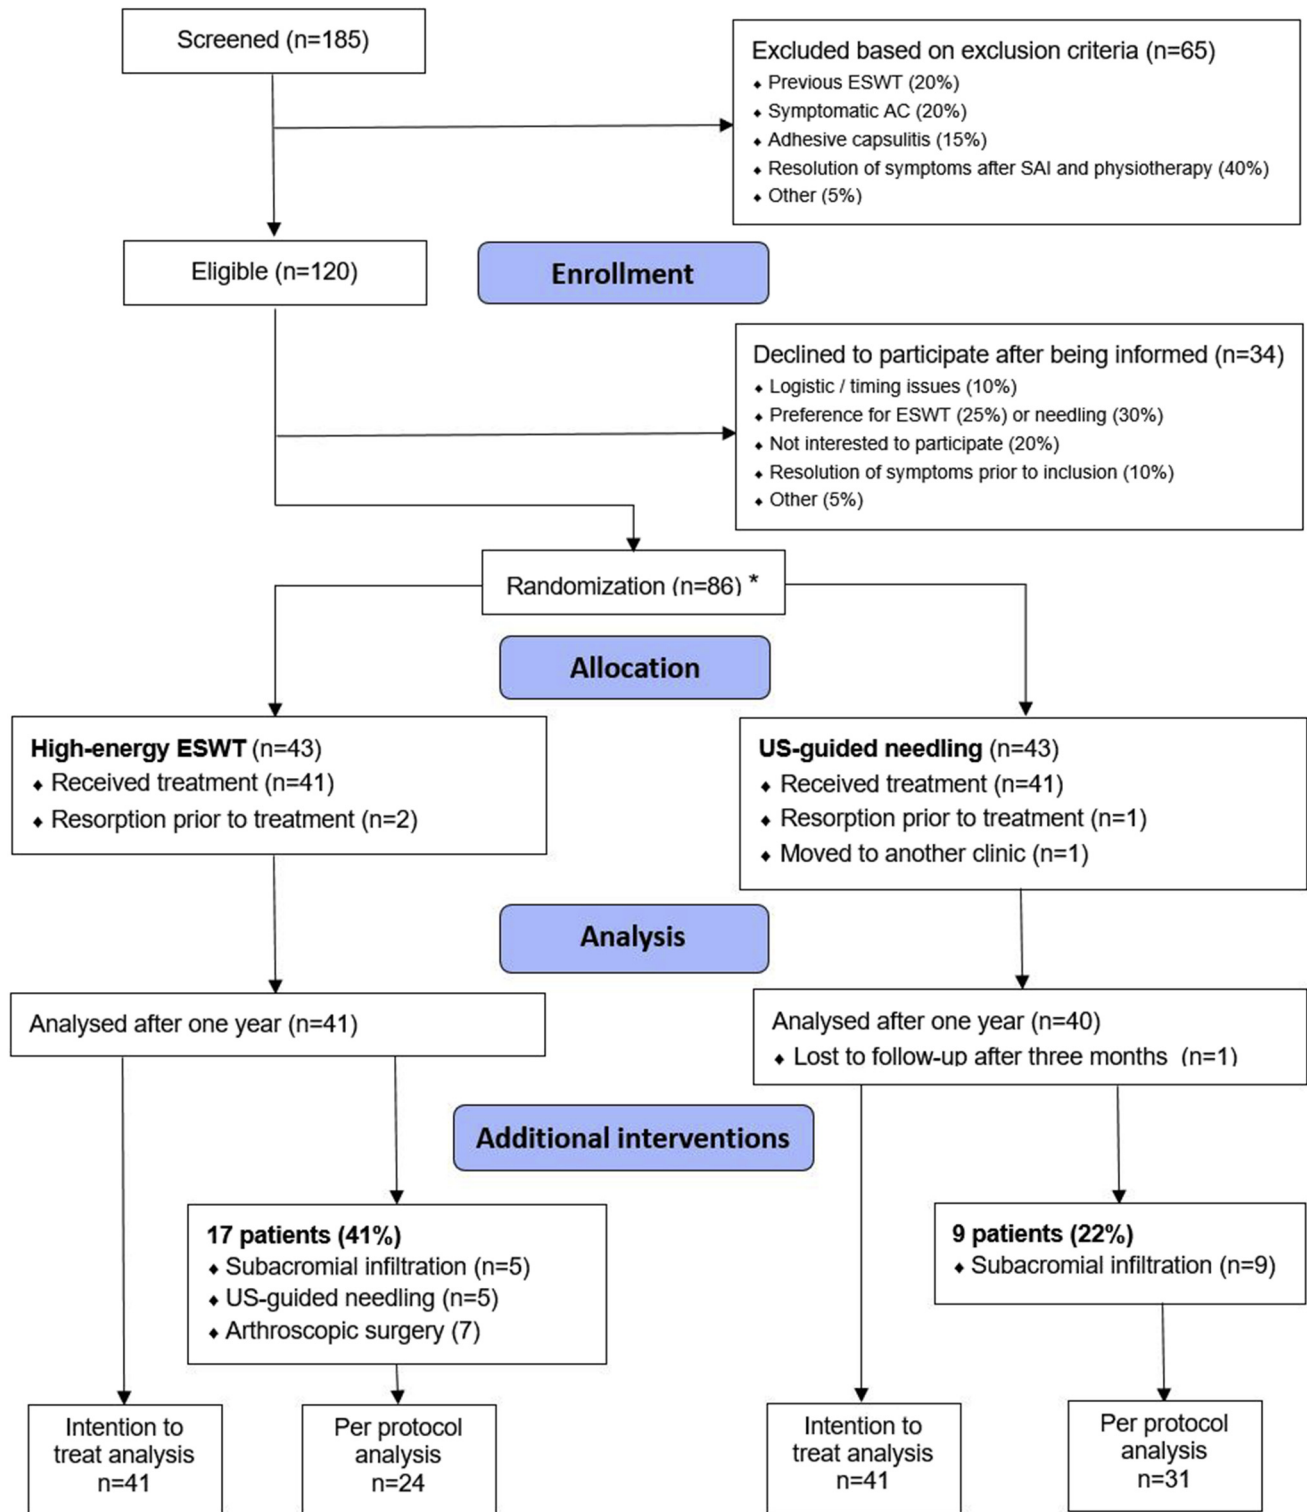 Screened (n=185)
Excluded based on exclusion criteria (n=65)
♦ Previous ESWT (20%)
♦ Symptomatic AC (20%)
♦ Adhesive capsulitis (15%)
♦ Resolution of symptoms after SAI and physiotherapy (40%)
♦ Other (5%)
Eligible (n=120)
Enrollment
Declined to participate after being informed (n=34)
♦ Logistic / timing issues (10%)
♦ Preference for ESWT (25%) or needling (30%)
♦ Not interested to participate (20%)
♦ Resolution of symptoms prior to inclusion (10%)
♦ Other (5%)
Randomization (n=86) *
Allocation
High-energy ESWT (n=43)
♦ Received treatment (n=41)
♦ Resorption prior to treatment (n=2)
US-guided needling (n=43)
♦ Received treatment (n=41)
♦ Resorption prior to treatment (n=1)
♦ Moved to another clinic (n=1)
Analysis
Analysed after one year (n=41)
Analysed after one year (n=40)
♦ Lost to follow-up after three months (n=1)
Additional interventions
17 patients (41%)
♦ Subacromial infiltration (n=5)
♦ US-guided needling (n=5)
♦ Arthroscopic surgery (7)
9 patients (22%)
♦ Subacromial infiltration (n=9)
Intention to
treat analysis
n=41
Per protocol
analysis
n=24
Intention to
treat analysis
n=41
Per protocol
analysis
n=31